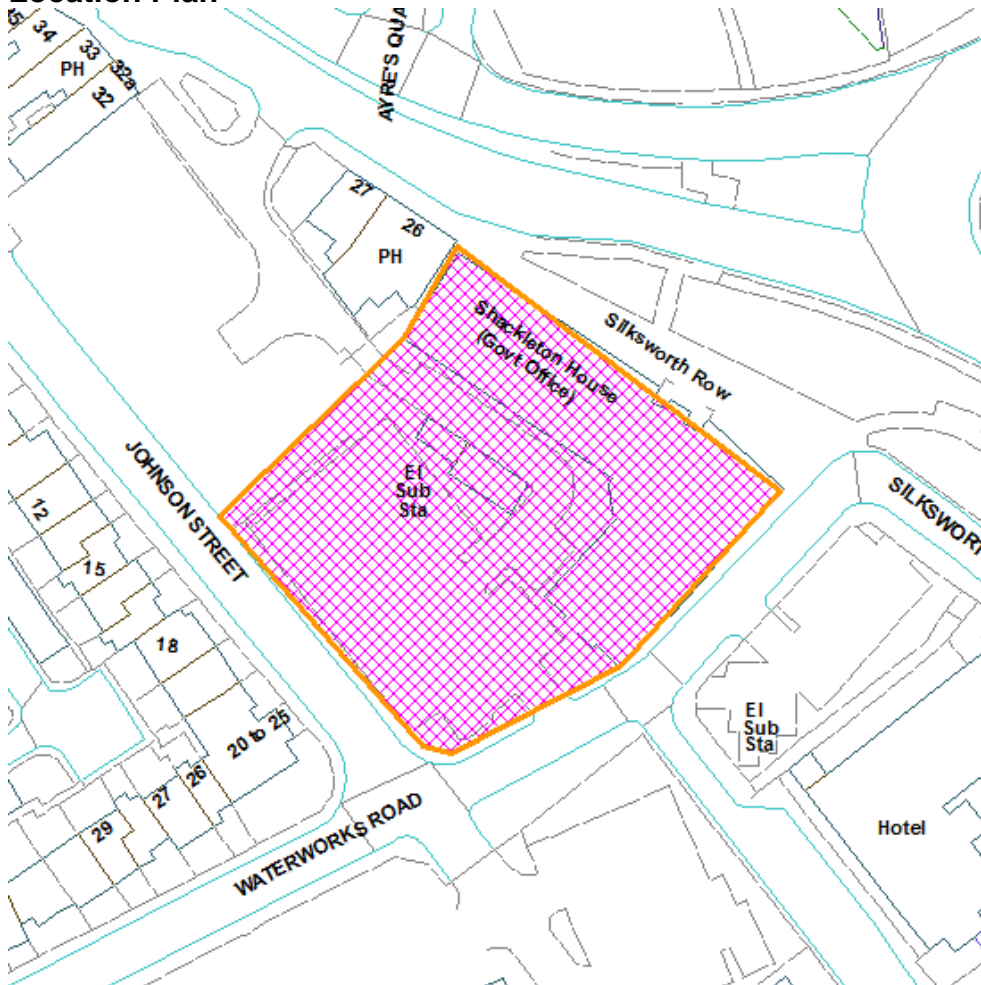 Location Plan
35
34
33
PH
32a
32
AYRE'S QUA
27
26
PH
Shackleton House
(Govt Office)
Silksworth Row
El
Sub
Sta
JOHNSON STREET
SILKSWORT
12
15
18
20 to 25
26
27
29
WATERWORKS ROAD
El
Sub
Sta
Hotel